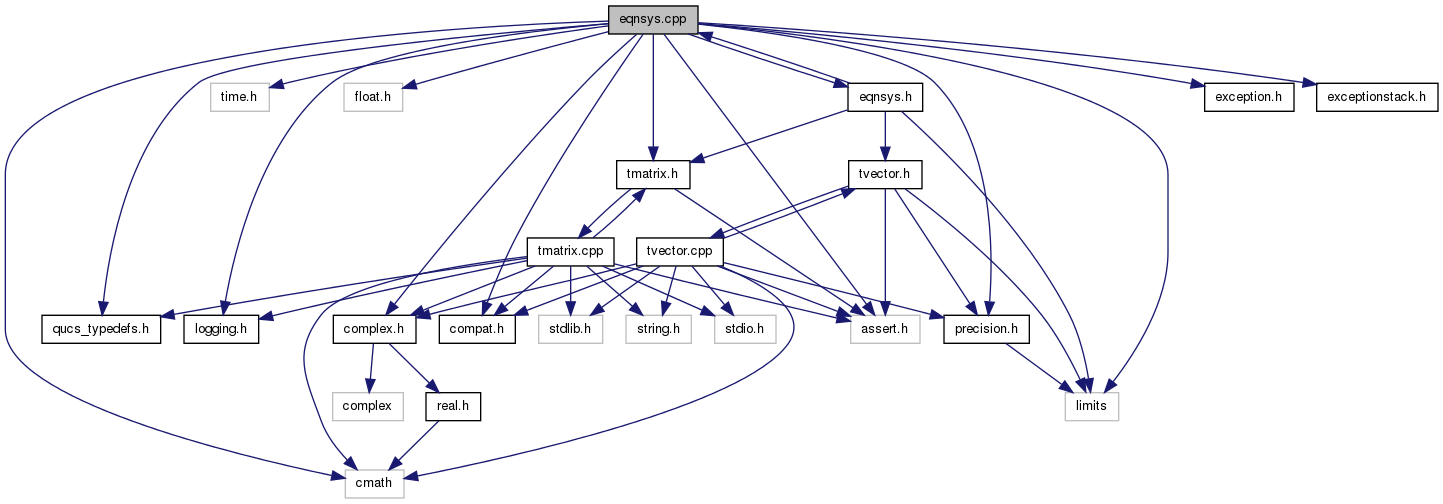 eqnsys.cpp
time.h
float.h
eqnsys.h
exception.h
exceptionstack.h
tmatrix.h
tvector.h
tmatrix.cpp
tvector.cpp
qucs_typedefs.h
logging.h
complex.h
compat.h
stdlib.h
string.h
stdio.h
assert.h
precision.h
complex
real.h
limits
cmath